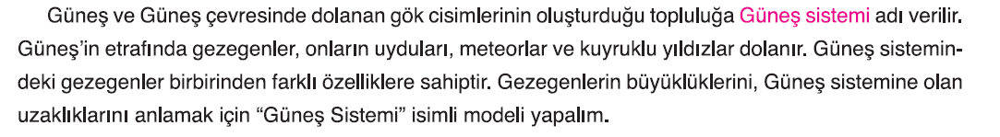 Güneş ve Güneş çevresinde dolanan gök cisimlerinin oluşturduğu topluluğa Güneş sistemi adı verilir.
Güneş'in etrafında gezegenler, onların uyduları, meteorlar ve kuyruklu yıldızlar dolanır. Güneş sistemin-
deki gezegenler birbirinden farklı özelliklere sahiptir. Gezegenlerin büyüklüklerini, Güneş sistemine olan
uzaklıklarını anlamak için “Güneş Sistemi” isimli modeli yapalım.